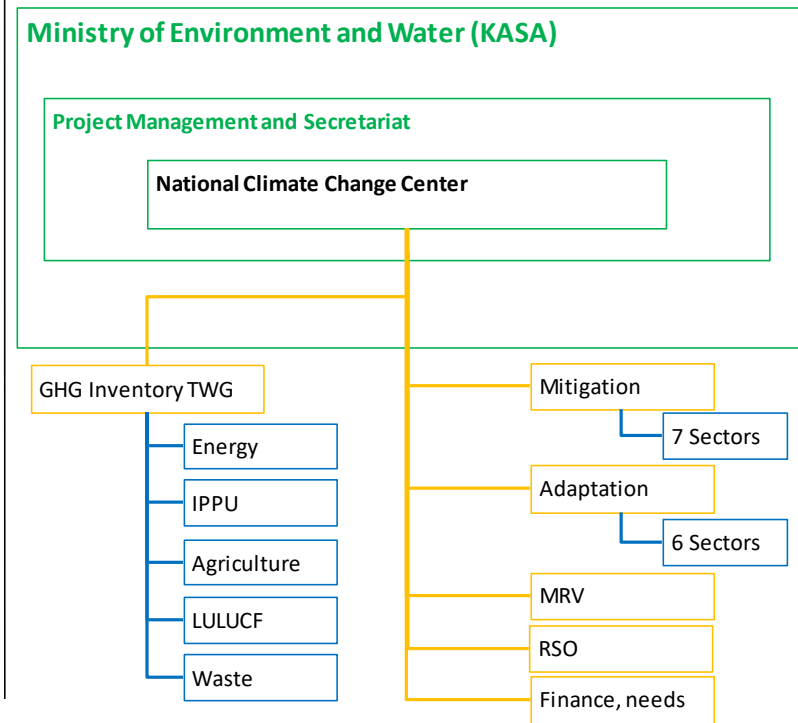 Ministry of Environment and Water (KASA)
Project Management and Secretariat
National Climate Change Center
GHG Inventory TWG
Energy
IPPU
Agriculture
LULUCF
Waste
Mitigation
7 Sectors
Adaptation
6 Sectors
MRV
RSO
Finance, needs